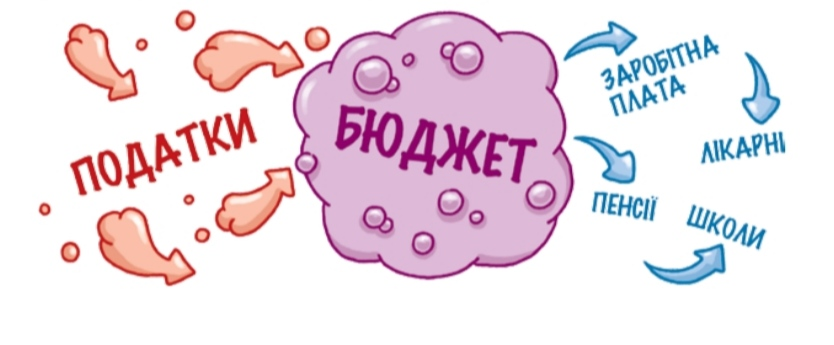 ПОДАТКИ
БЮДЖЕТ
ЗАРОБІТНА
ПЛАТА
ЛІКАРНІ
ПЕНСІЇ
ШКОЛИ